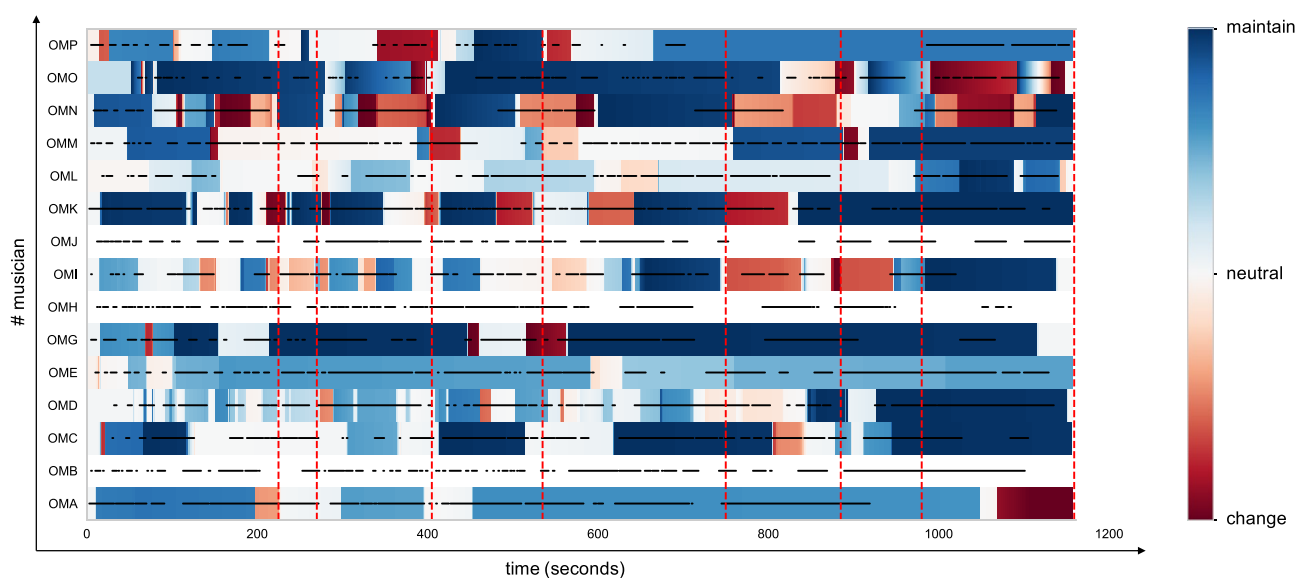 OMP
OMO
OMN
OMM
OML
OMK
OMJ
OMI
OMH
OMG
OME
OMD
OMC
OMB
OMA
# musician
0 200 400 600 800 1000 1200
time (seconds)
maintain
neutral
change